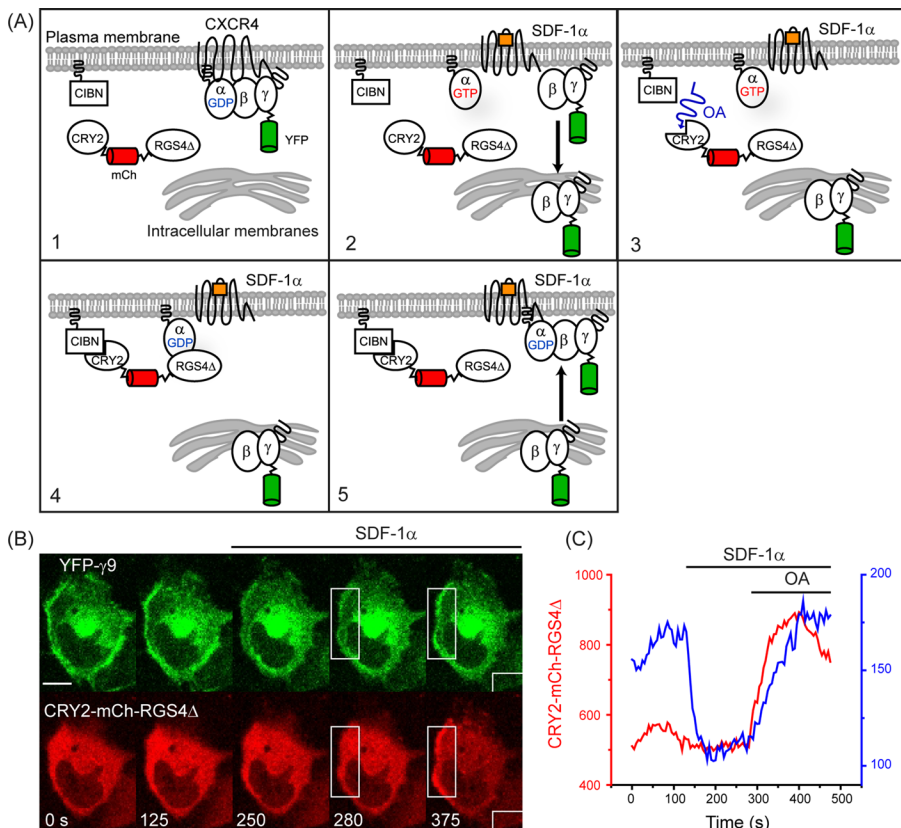 (A)
CXCR4
Plasma membrane
CIBN
α
GDP
β
γ
YFP
CRY2
RGS4Δ
mCh
Intracellular membranes
1
SDF-1α
CIBN
α
GTP
β
γ
CRY2
RGS4Δ
β
γ
2
SDF-1α
CIBN
α
GTP
OA
CRY2
RGS4Δ
β
γ
3
SDF-1α
CIBN
α
GDP
CRY2
RGS4Δ
β
γ
4
SDF-1α
CIBN
α
GDP
β
γ
CRY2
RGS4Δ
β
γ
5
(B)
SDF-1α
YFP-γ9
CRY2-mCh-RGS4Δ
0 s 125 250 280 375
(C)
SDF-1α
OA
1000
800
600
400
CRY2-mCh-RGS4Δ
200
150
100
0 100 200 300 400 500
Time (s)